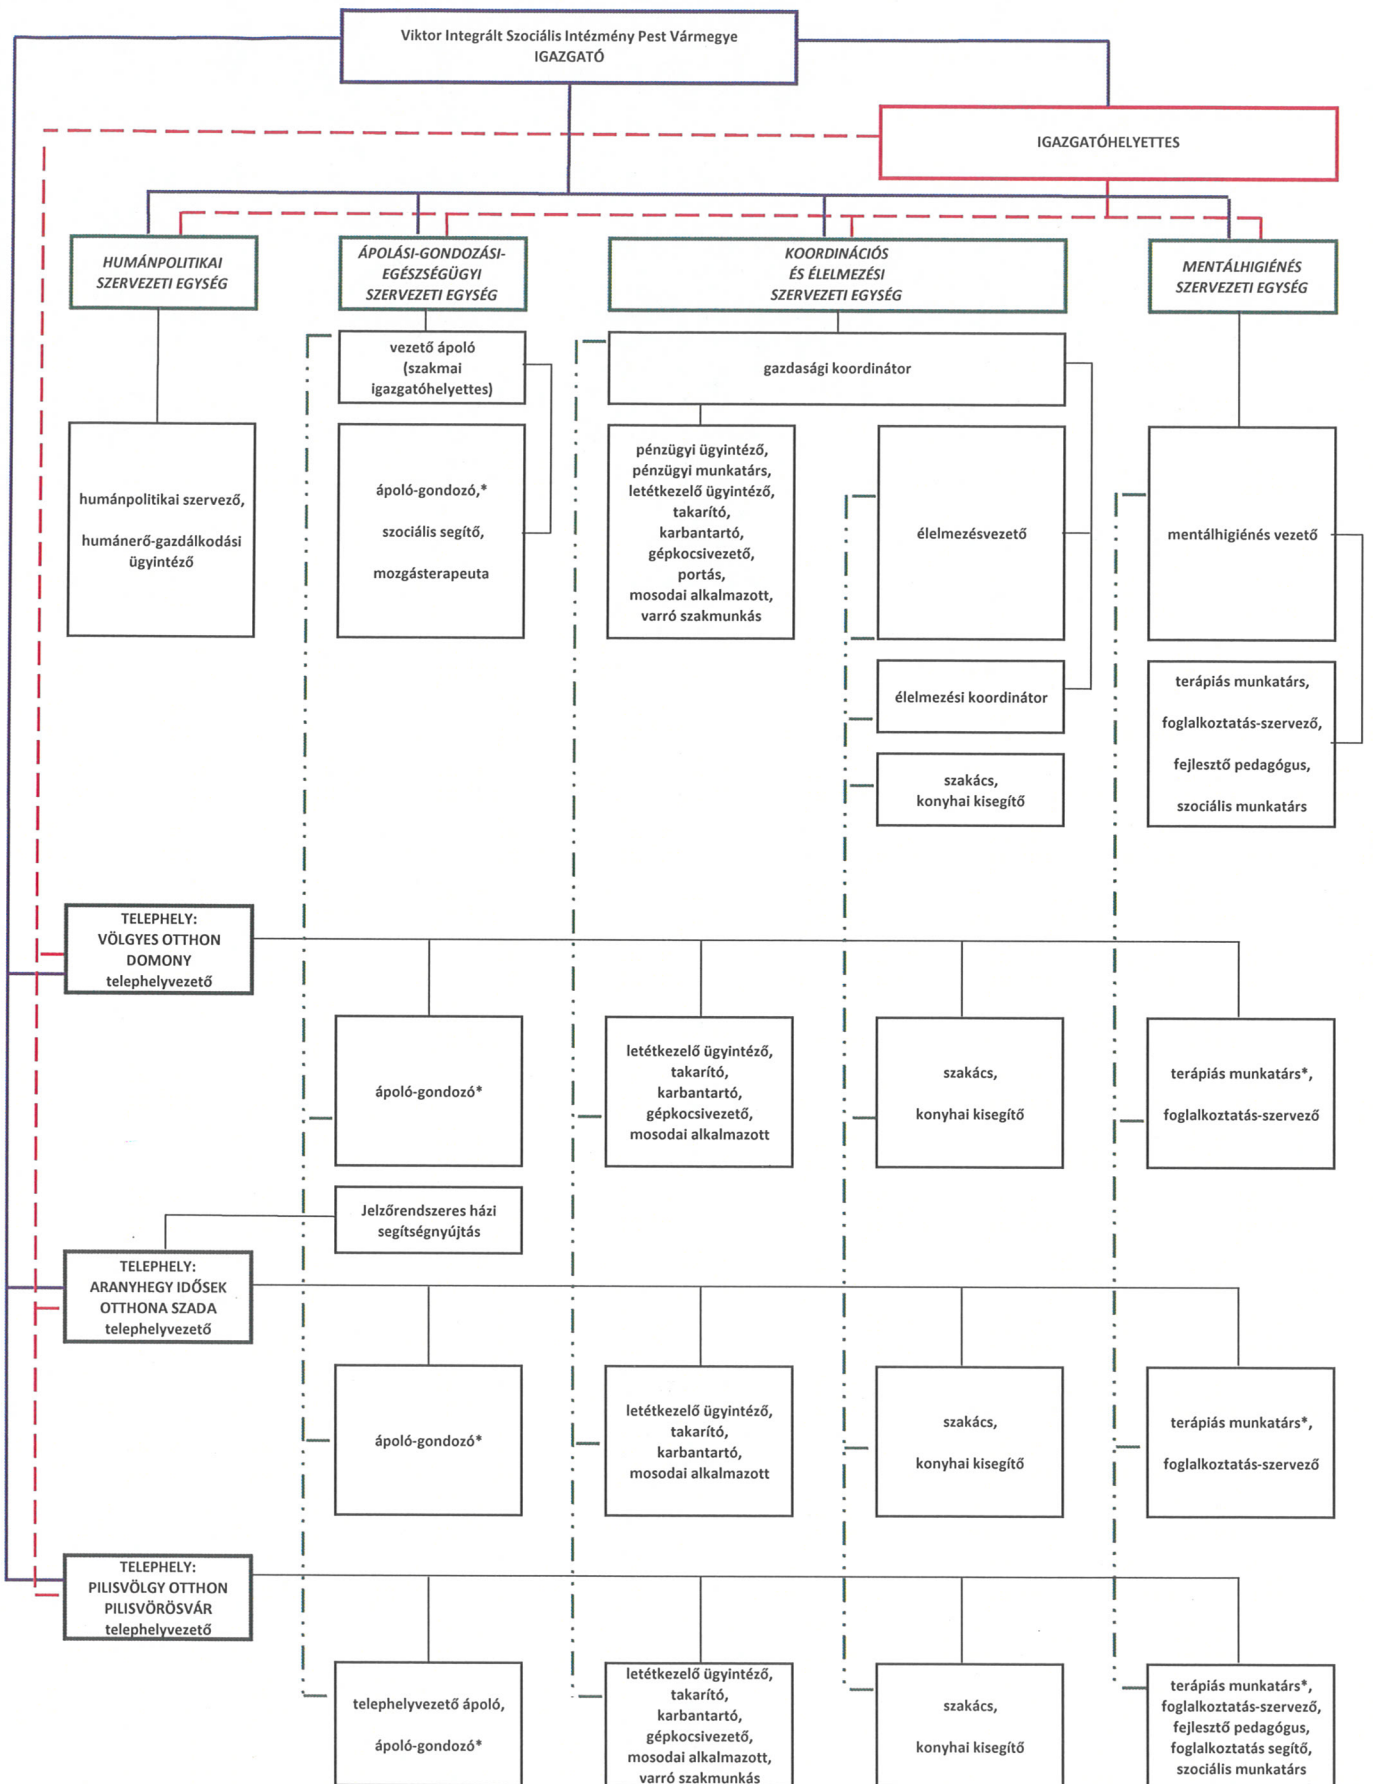 Viktor Integrált Szociális Intézmény Pest Vármegye
IGAZGATÓ
IGAZGATÓHELYETTES
HUMÁNPOLITIKAI
SZERVEZETI EGYSÉG
ÁPOLÁSI-GONDOZÁSI-
EGÉSZSÉGÜGYI
SZERVEZETI EGYSÉG
KOORDINÁCIÓS
ÉS ÉLELMEZÉSI
SZERVEZETI EGYSÉG
MENTÁLHIGIÉNÉS
SZERVEZETI EGYSÉG
vezető ápoló
(szakmai
igazgatóhelyettes)
gazdasági koordinátor
humánpolitikai szervező,
humánerő-gazdálkodási
ügyintéző
ápoló-gondozó,*
szociális segítő,
mozgásterapeuta
pénzügyi ügyintéző,
pénzügyi munkatárs,
letétkezelő ügyintéző,
takarító,
karbantartó,
gépkocsivezető,
portás,
mosodai alkalmazott,
varró szakmunkás
élelmezésvezető
mentálhigiénés vezető
élelmezési koordinátor
szakács,
konyhai kisegítő
terápiás munkatárs,
foglalkoztatás-szervező,
fejlesztő pedagógus,
szociális munkatárs
TELEPHELY:
VÖLGYES OTTHON
DOMONY
telephelyvezető
ápoló-gondozó*
letétkezelő ügyintéző,
takarító,
karbantartó,
gépkocsivezető,
mosodai alkalmazott
szakács,
konyhai kisegítő
terápiás munkatárs*,
foglalkoztatás-szervező
Jelzőrendszeres házi
segítségnyújtás
TELEPHELY:
ARANYHEGY IDŐSEK
OTTHONA SZADA
telephelyvezető
ápoló-gondozó*
letétkezelő ügyintéző,
takarító,
karbantartó,
mosodai alkalmazott
szakács,
konyhai kisegítő
terápiás munkatárs*,
foglalkoztatás-szervező
TELEPHELY:
PILISVÖLGY OTTHON
PILISVÖRÖSVÁR
telephelyvezető
telephelyvezető ápoló,
ápoló-gondozó*
letétkezelő ügyintéző,
takarító,
karbantartó,
gépkocsivezető,
mosodai alkalmazott,
varró szakmunkás
szakács,
konyhai kisegítő
terápiás munkatárs*,
foglalkoztatás-szervező,
fejlesztő pedagógus,
foglalkoztatás segítő,
szociális munkatárs